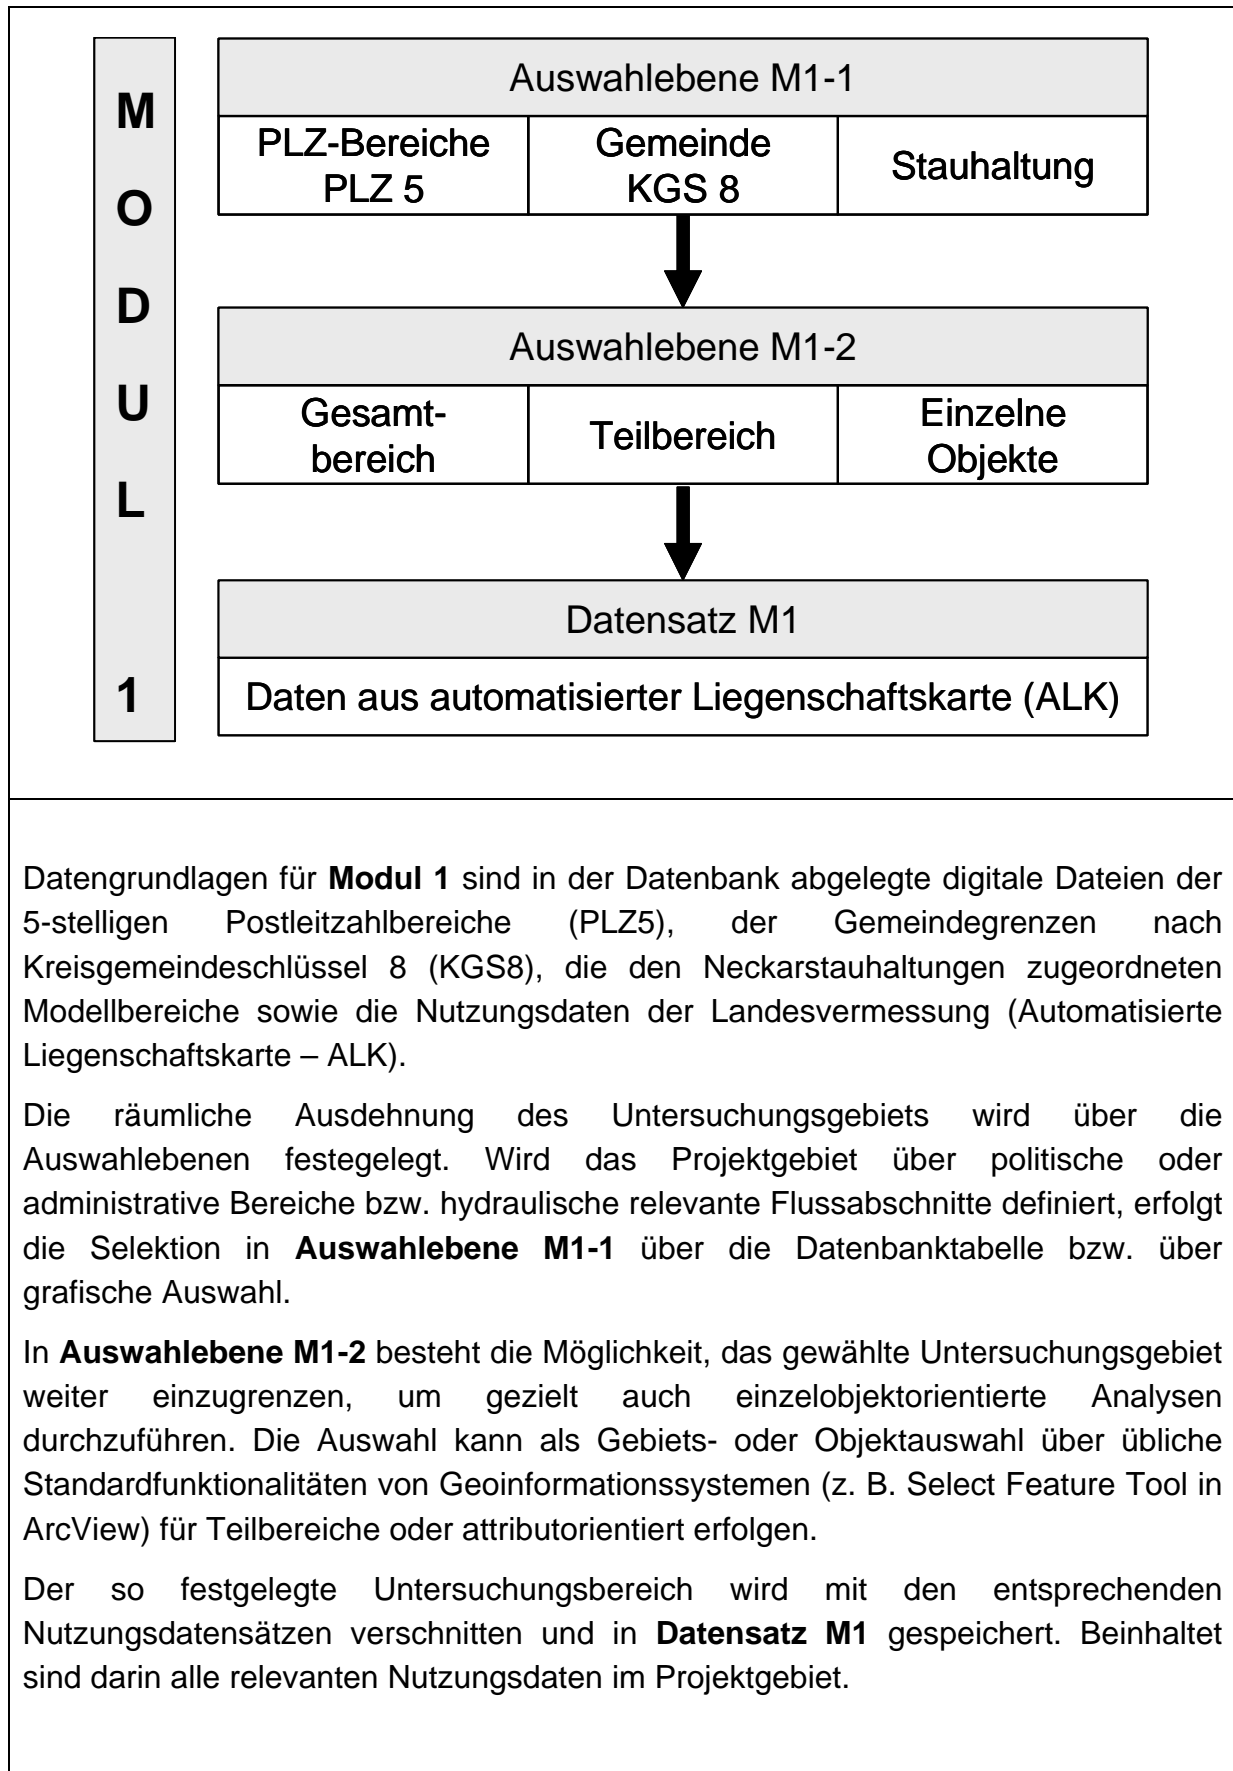 MODUL 1
Auswahlebene M1-1
PLZ-Bereiche
PLZ 5
Gemeinde
KGS 8
Stauhaltung
Auswahlebene M1-2
Gesamt-
bereich
Teilbereich
Einzelne
Objekte
Datensatz M1
Daten aus automatisierter Liegenschaftskarte (ALK)
Datengrundlagen für Modul 1 sind in der Datenbank abgelegte digitale Dateien der
5-stelligen Postleitzahlbereiche (PLZ5), der Gemeindegrenzen nach
Kreisgemeindeschlüssel 8 (KGS8), die den Neckarstauhaltungen zugeordneten
Modellbereiche sowie die Nutzungsdaten der Landesvermessung (Automatisierte
Liegenschaftskarte – ALK).
Die räumliche Ausdehnung des Untersuchungsgebiets wird über die
Auswahlebenen festegelegt. Wird das Projektgebiet über politische oder
administrative Bereiche bzw. hydraulische relevante Flussabschnitte definiert, erfolgt
die Selektion in Auswahlebene M1-1 über die Datenbanktabelle bzw. über
grafische Auswahl.
In Auswahlebene M1-2 besteht die Möglichkeit, das gewählte Untersuchungsgebiet
weiter einzugrenzen, um gezielt auch einzelobjektorientierte Analysen
durchzuführen. Die Auswahl kann als Gebiets- oder Objektauswahl über übliche
Standardfunktionalitäten von Geoinformationssystemen (z. B. Select Feature Tool in
ArcView) für Teilbereiche oder attributorientiert erfolgen.
Der so festgelegte Untersuchungsbereich wird mit den entsprechenden
Nutzungsdatensätzen verschnitten und in Datensatz M1 gespeichert. Beinhaltet
sind darin alle relevanten Nutzungsdaten im Projektgebiet.